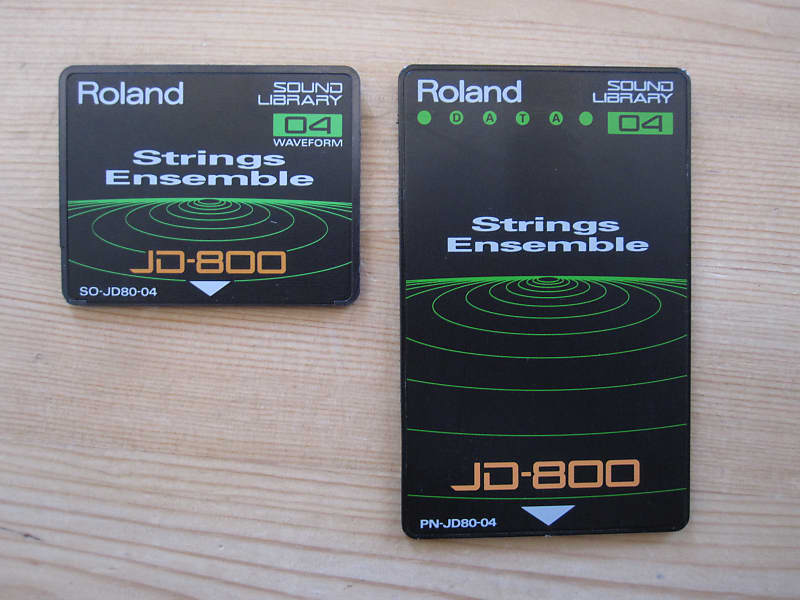 Roland
SOUND
LIBRARY
04
WAVEFORM
Strings
Ensemble
JD-800
SO-JD80-04
Roland
SOUND
LIBRARY
DATA
04
Strings
Ensemble
JD-800
PN-JD80-04